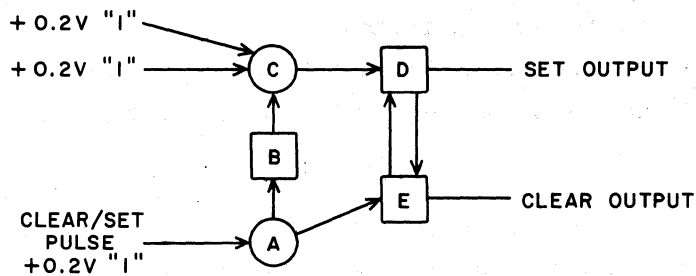 + 0.2V "1"
+ 0.2V "1"
C
D
SET OUTPUT
B
E
CLEAR OUTPUT
CLEAR/SET
PULSE
+0.2V "1"
A